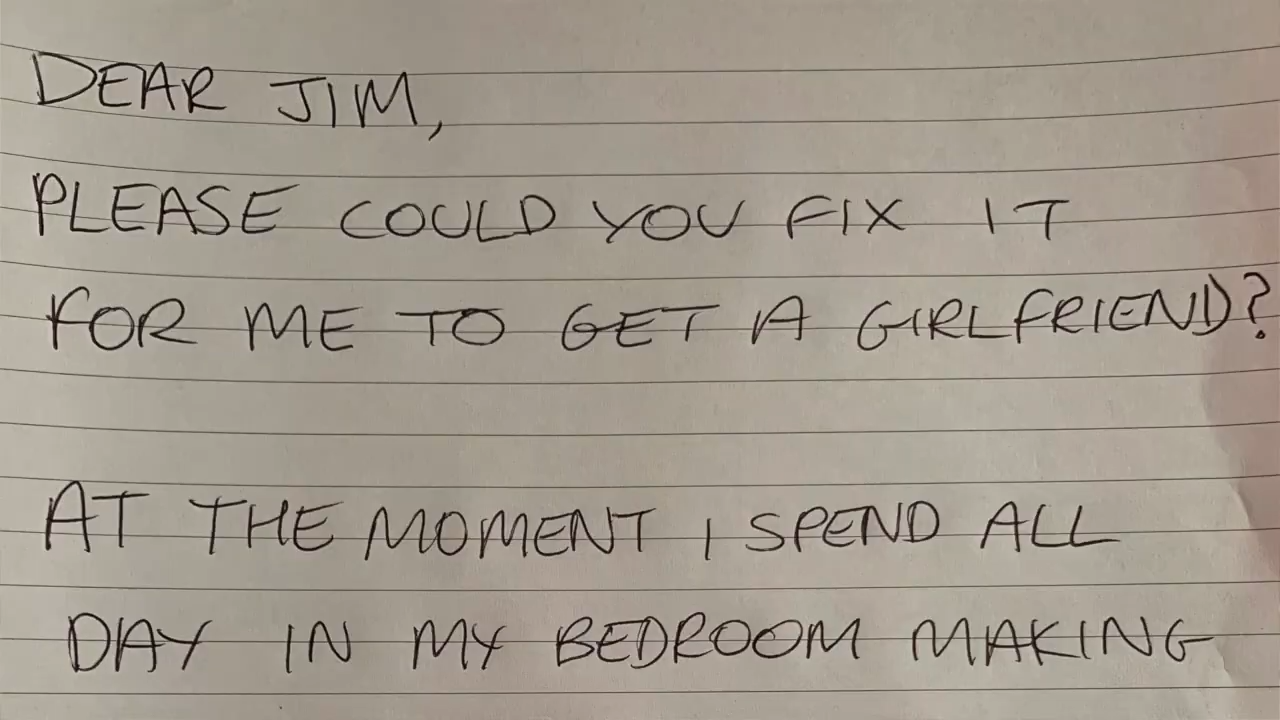 DEAR JIM,
PLEASE COULD YOU FIX IT
FOR ME TO GET A GIRLFRIEND?
AT THE MOMENT I SPEND ALL
DAY IN MY BEDROOM MAKING